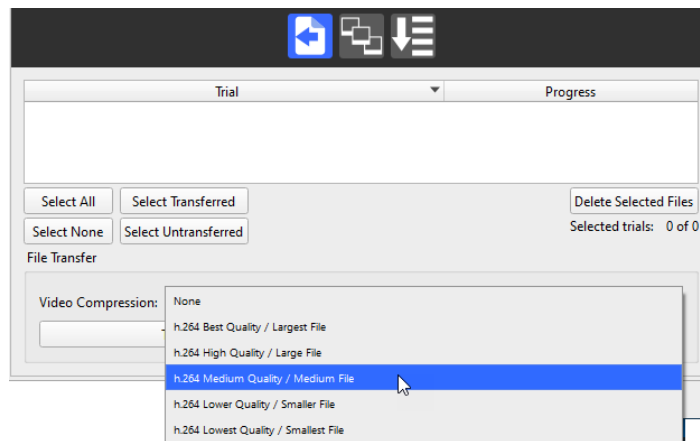 Trial Progress
Select All Select Transferred Delete Selected Files
Select None Select Untransferred Selected trials: 0 of 0
File Transfer
Video Compression: None
h.264 Best Quality / Largest File
h.264 High Quality / Large File
h.264 Medium Quality / Medium File
h.264 Lower Quality / Smaller File
h.264 Lowest Quality / Smallest File